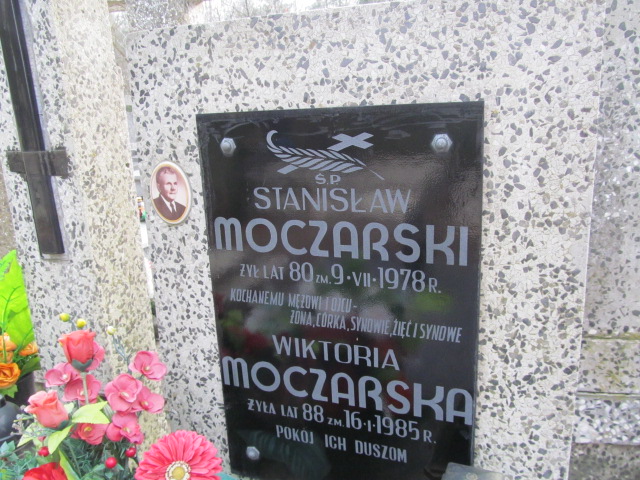 Ś.P
STANISŁAW
MOCZARSKI
ŻYŁ LAT 80 ZM. 9·VII·1978 R.
KOCHANEMU MĘŻOWI I OJCU-
ŻONA, CÓRKA, SYNOWIE, ZIĘĆ I SYNOWE
WIKTORIA
MOCZARSKA
ŻYŁA LAT 88 ZM. 16·I·1985 R.
POKÓJ ICH DUSZOM